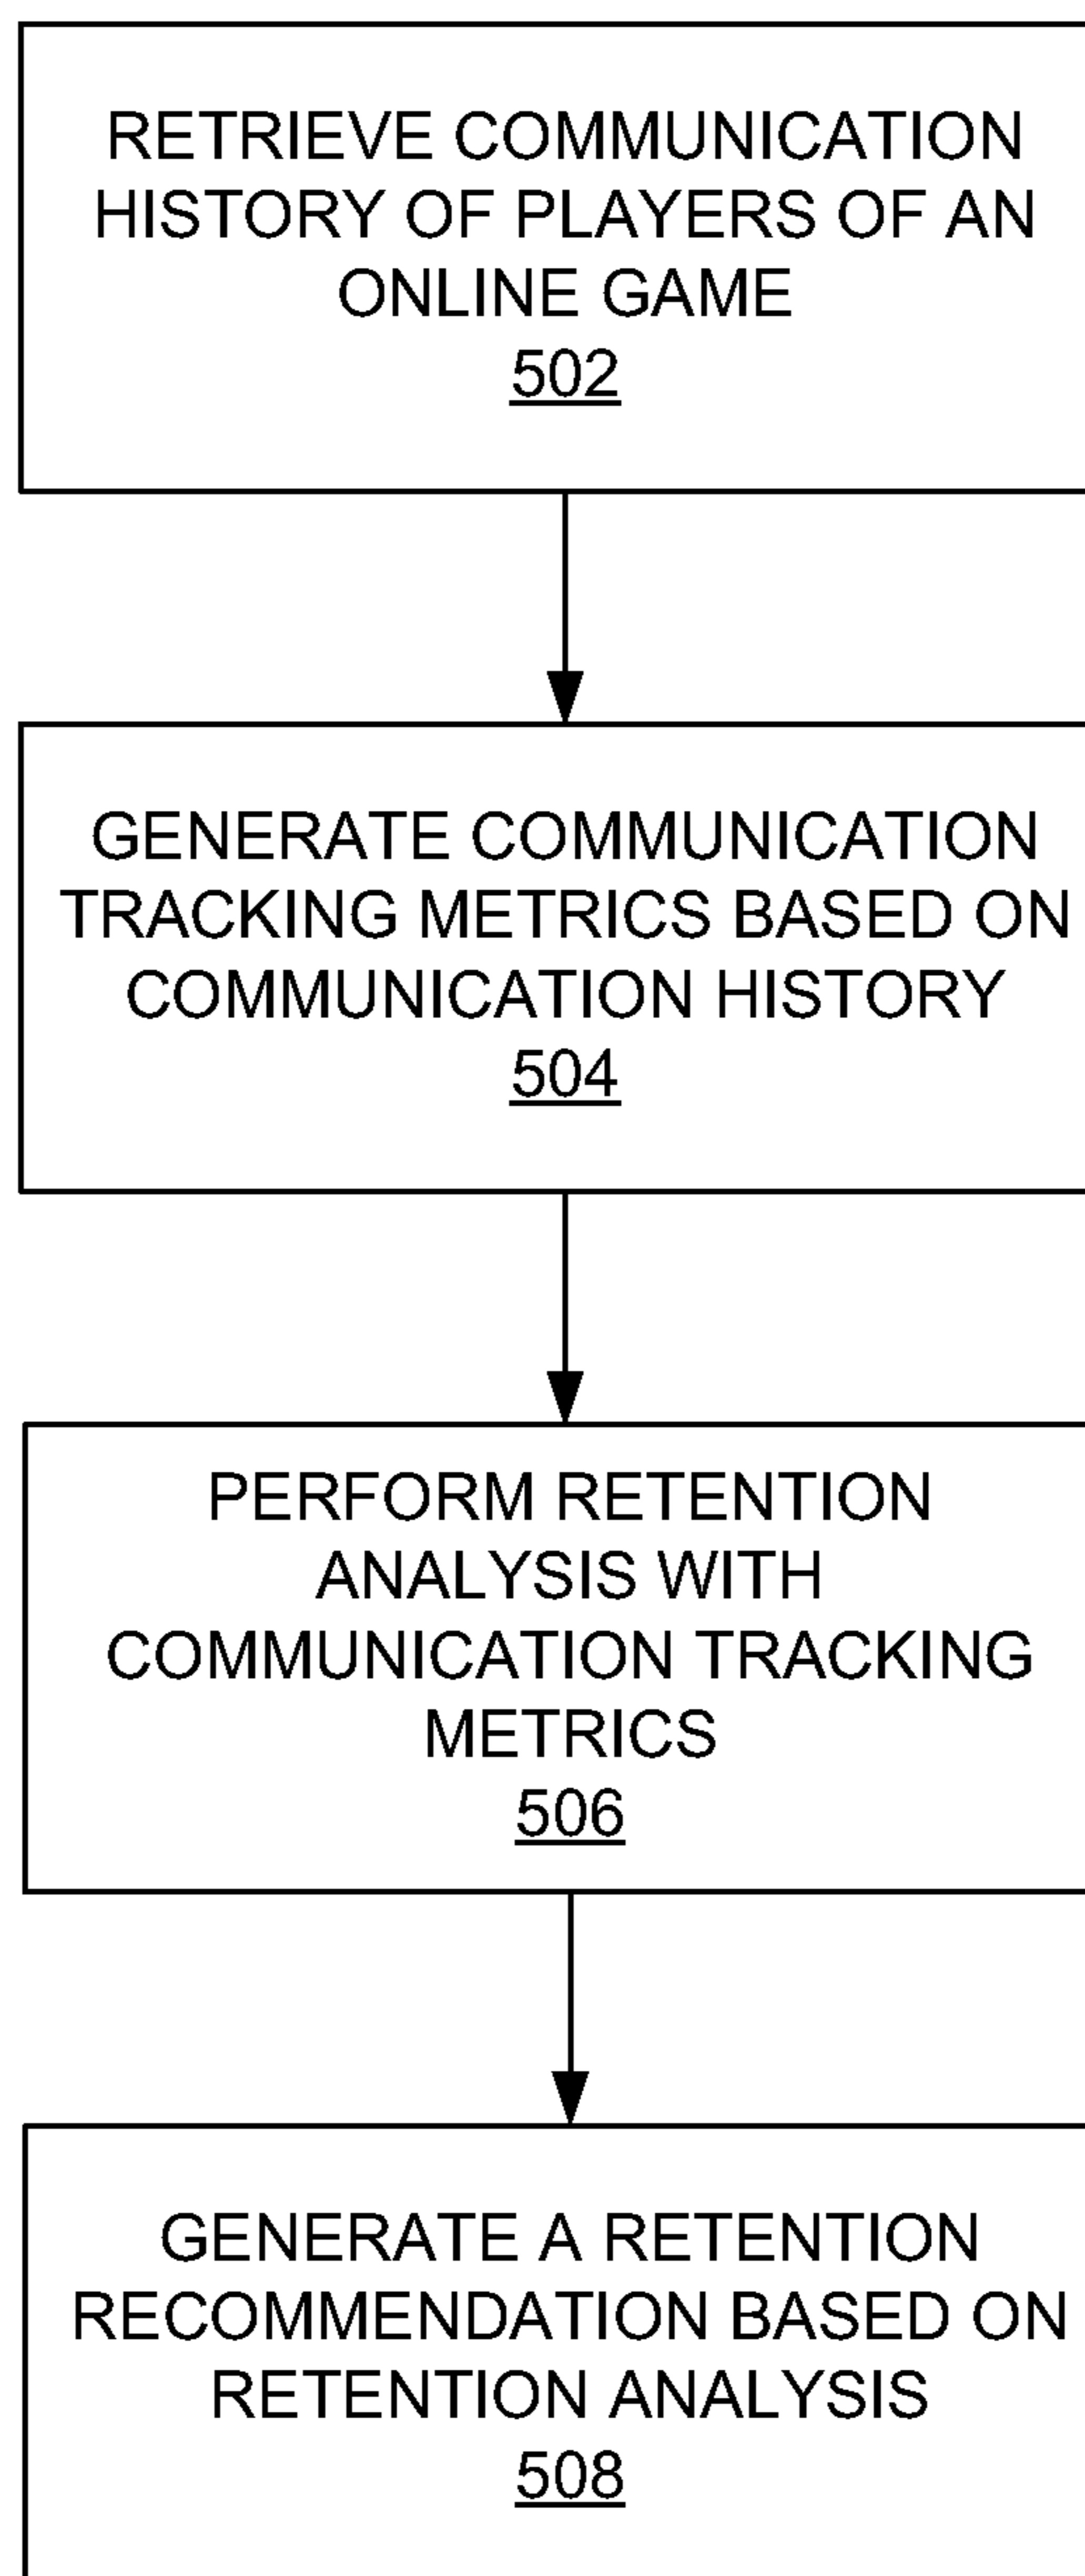 RETRIEVE COMMUNICATION
HISTORY OF PLAYERS OF AN
ONLINE GAME
502
GENERATE COMMUNICATION
TRACKING METRICS BASED ON
COMMUNICATION HISTORY
504
PERFORM RETENTION
ANALYSIS WITH
COMMUNICATION TRACKING
METRICS
506
GENERATE A RETENTION
RECOMMENDATION BASED ON
RETENTION ANALYSIS
508